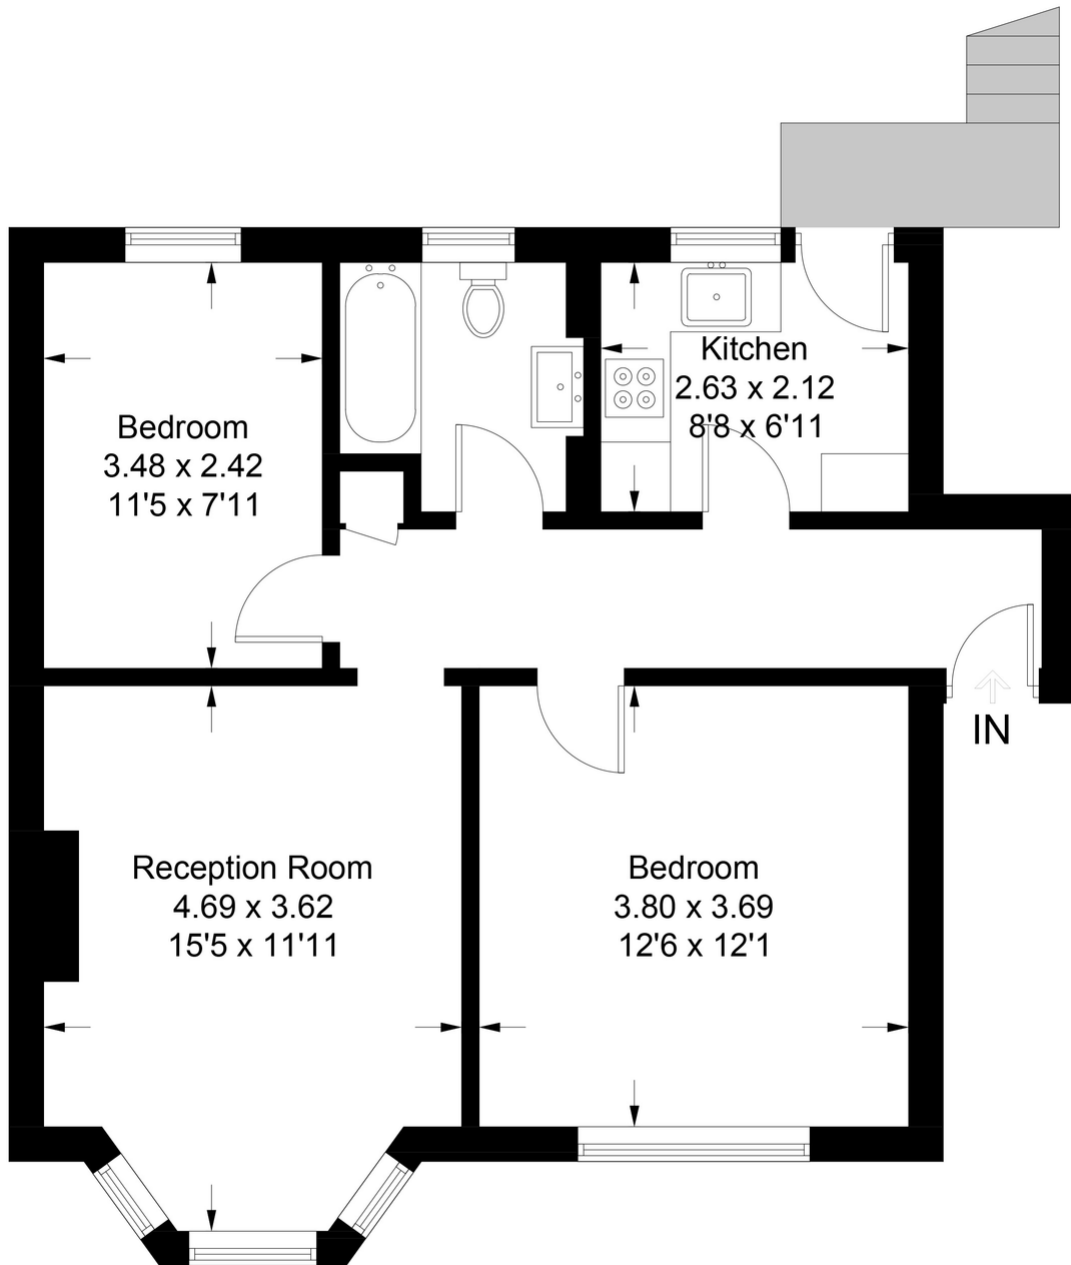 Kitchen
2.63 x 2.12
8'8 x 6'11
Bedroom
3.48 x 2.42
11'5 x 7'11
IN
Reception Room
4.69 x 3.62
15'5 x 11'11
Bedroom
3.80 x 3.69
12'6 x 12'1